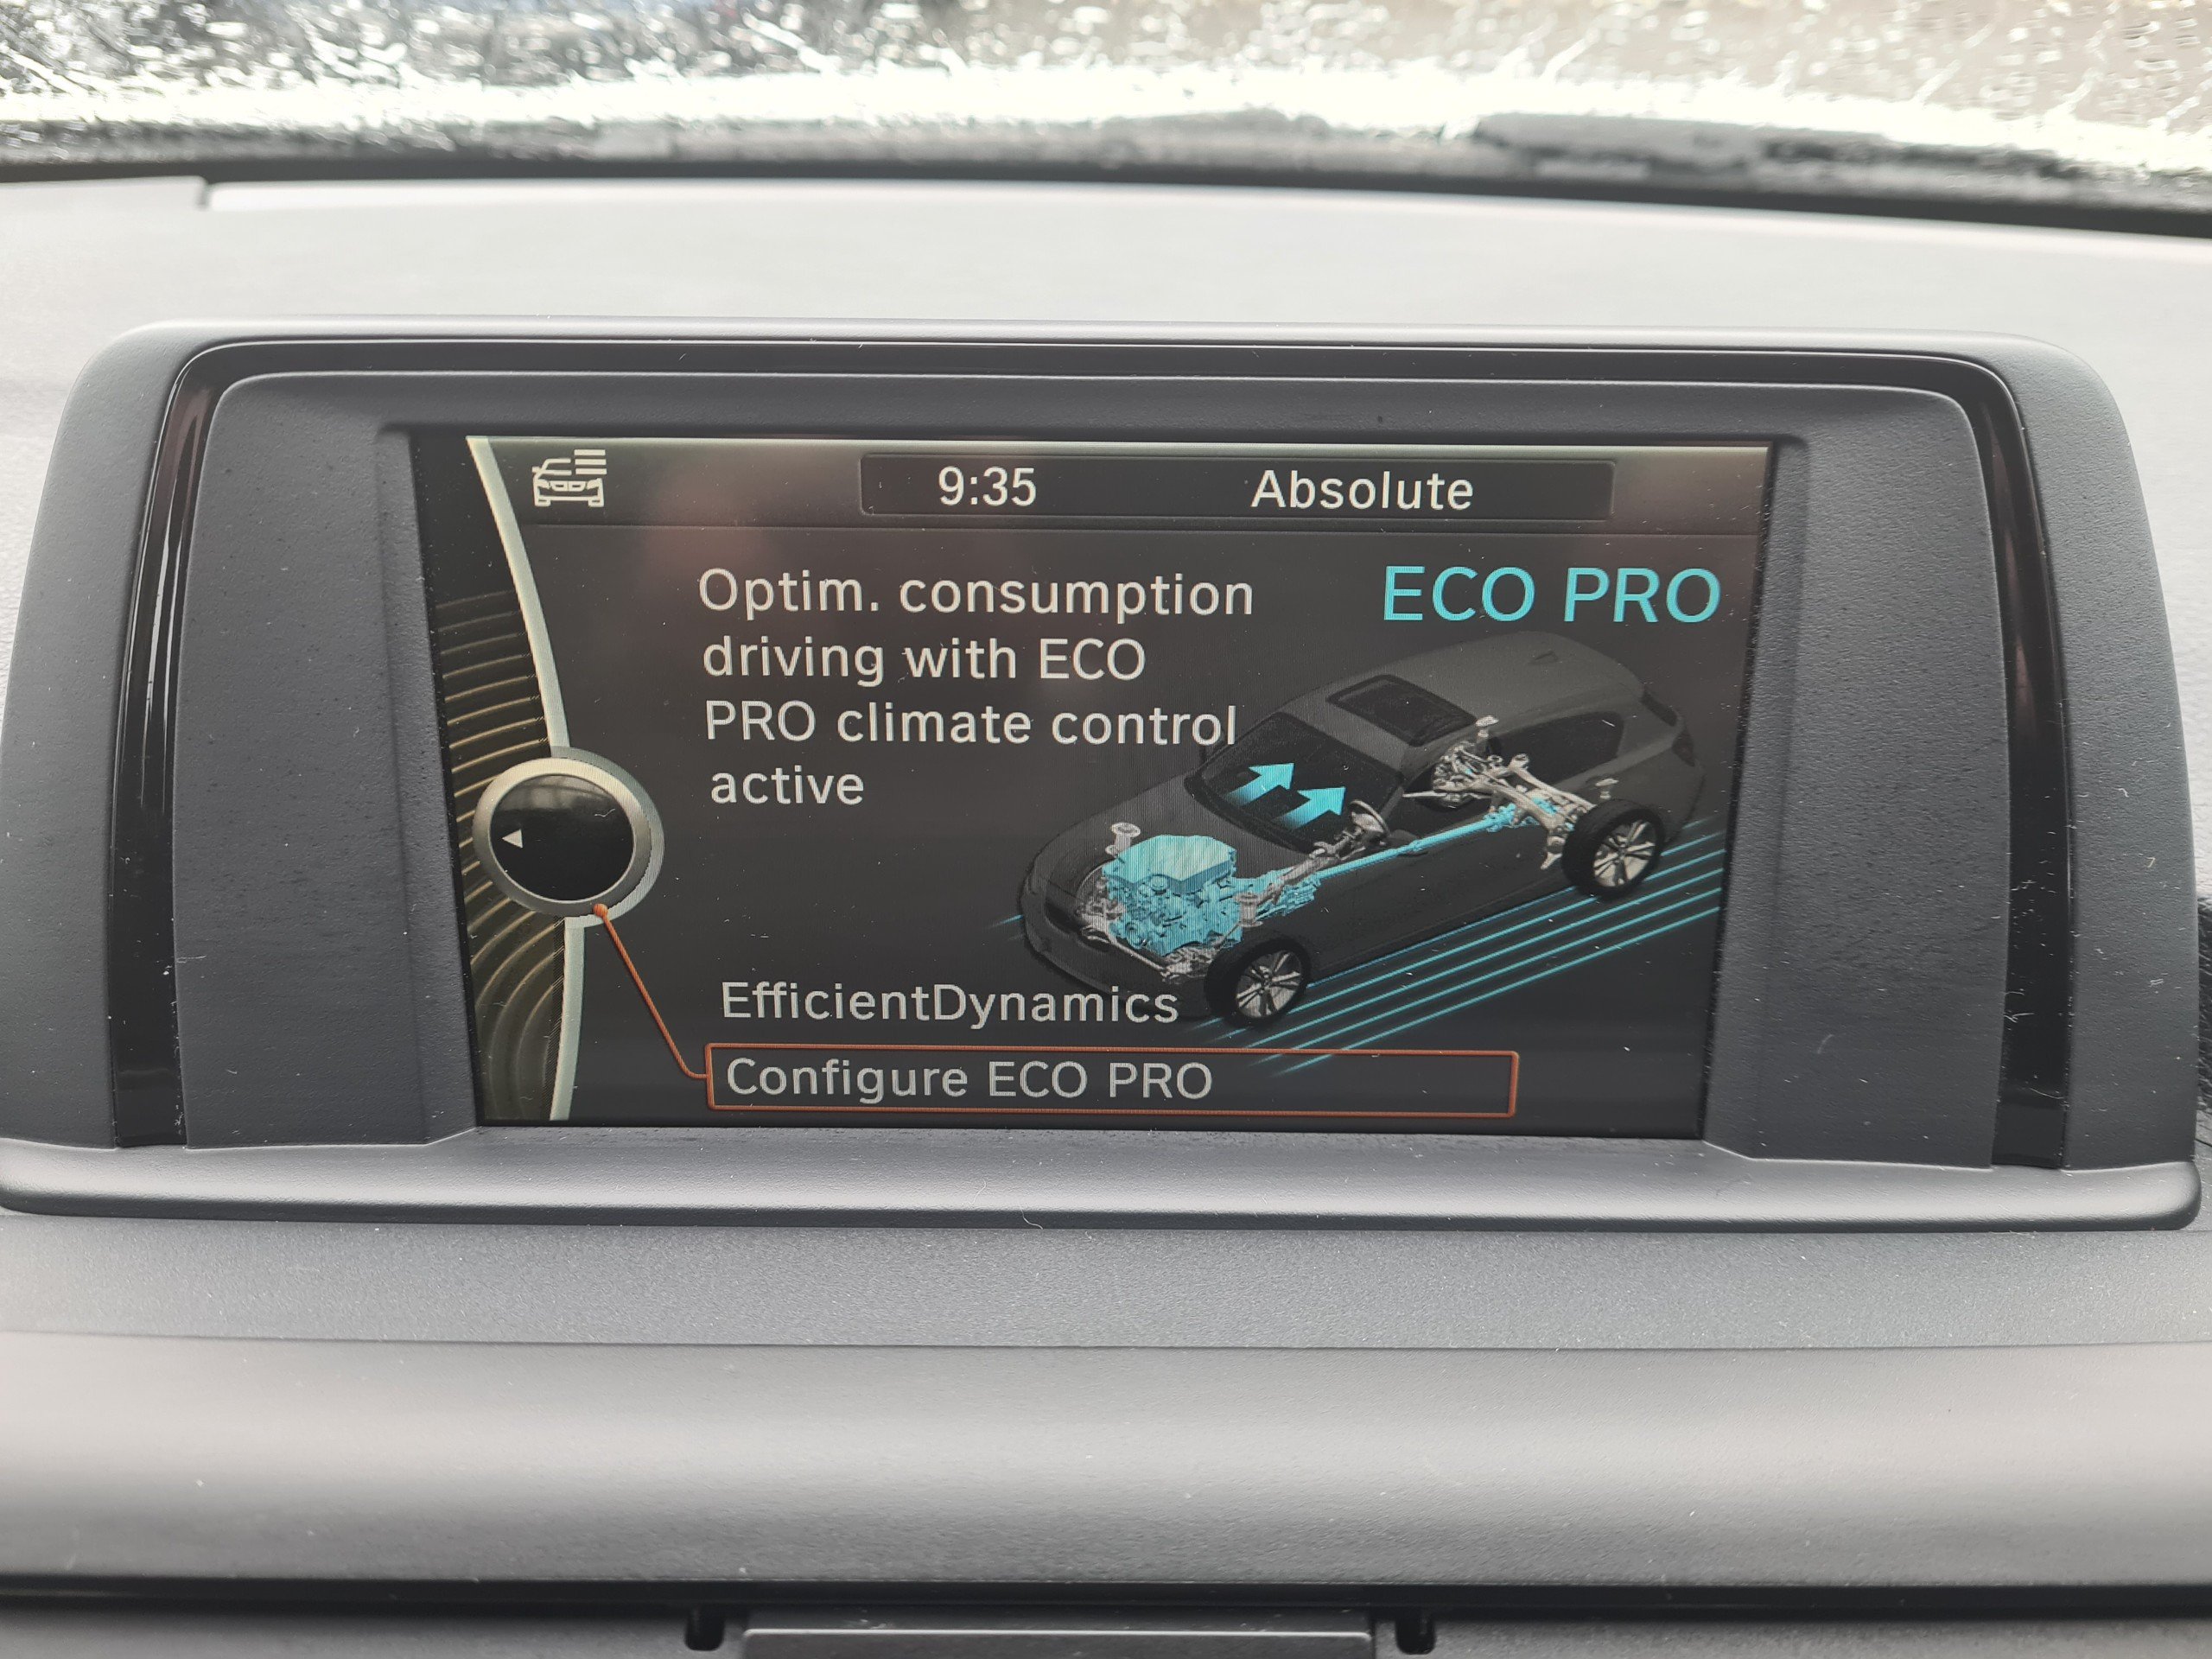 9:35 Absolute
ECO PRO
Optim. consumption
driving with ECO
PRO climate control
active
EfficientDynamics
Configure ECO PRO